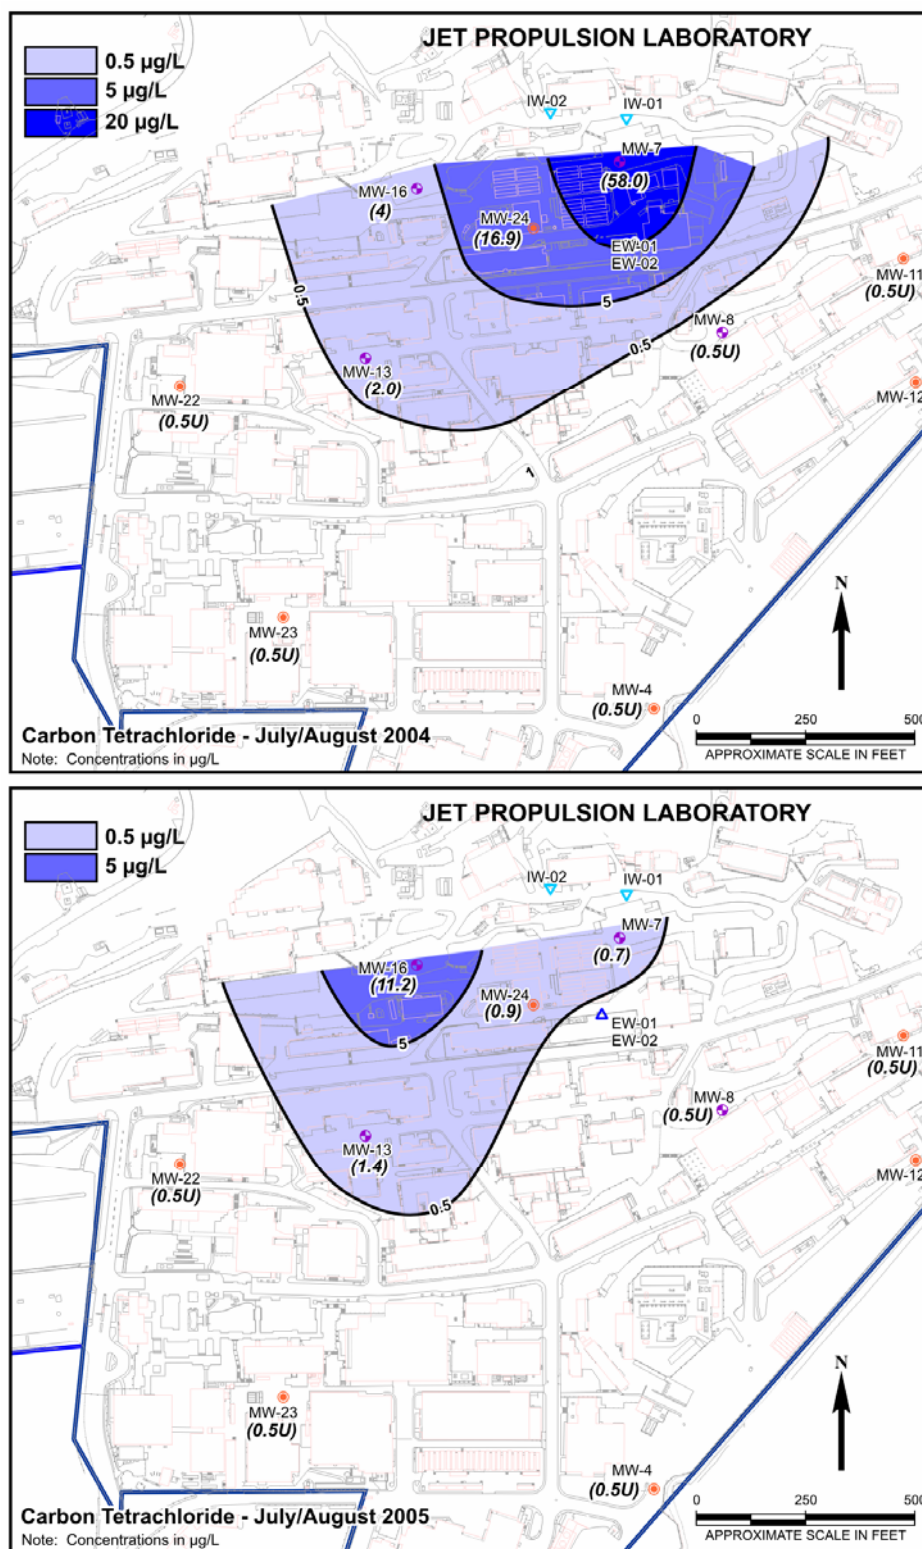 JET PROPULSION LABORATORY
0.5 µg/L
5 µg/L
20 µg/L
IW-02
IW-01
MW-7
(58.0)
MW-16
(4)
MW-24
(16.9)
EW-01
EW-02
MW-11
(0.5U)
0.5
5
MW-8
(0.5U)
0.5
MW-13
(2.0)
MW-22
(0.5U)
MW-12
1
N
MW-23
(0.5U)
MW-4
(0.5U)
0 250 500
APPROXIMATE SCALE IN FEET
Carbon Tetrachloride - July/August 2004
Note: Concentrations in µg/L
JET PROPULSION LABORATORY
0.5 µg/L
5 µg/L
IW-02
IW-01
MW-7
(0.7)
MW-16
(11.2)
MW-24
(0.9)
EW-01
EW-02
5
MW-11
(0.5U)
MW-8
(0.5U)
MW-13
(1.4)
MW-22
(0.5U)
MW-12
0.5
N
MW-23
(0.5U)
MW-4
(0.5U)
0 250 500
APPROXIMATE SCALE IN FEET
Carbon Tetrachloride - July/August 2005
Note: Concentrations in µg/L